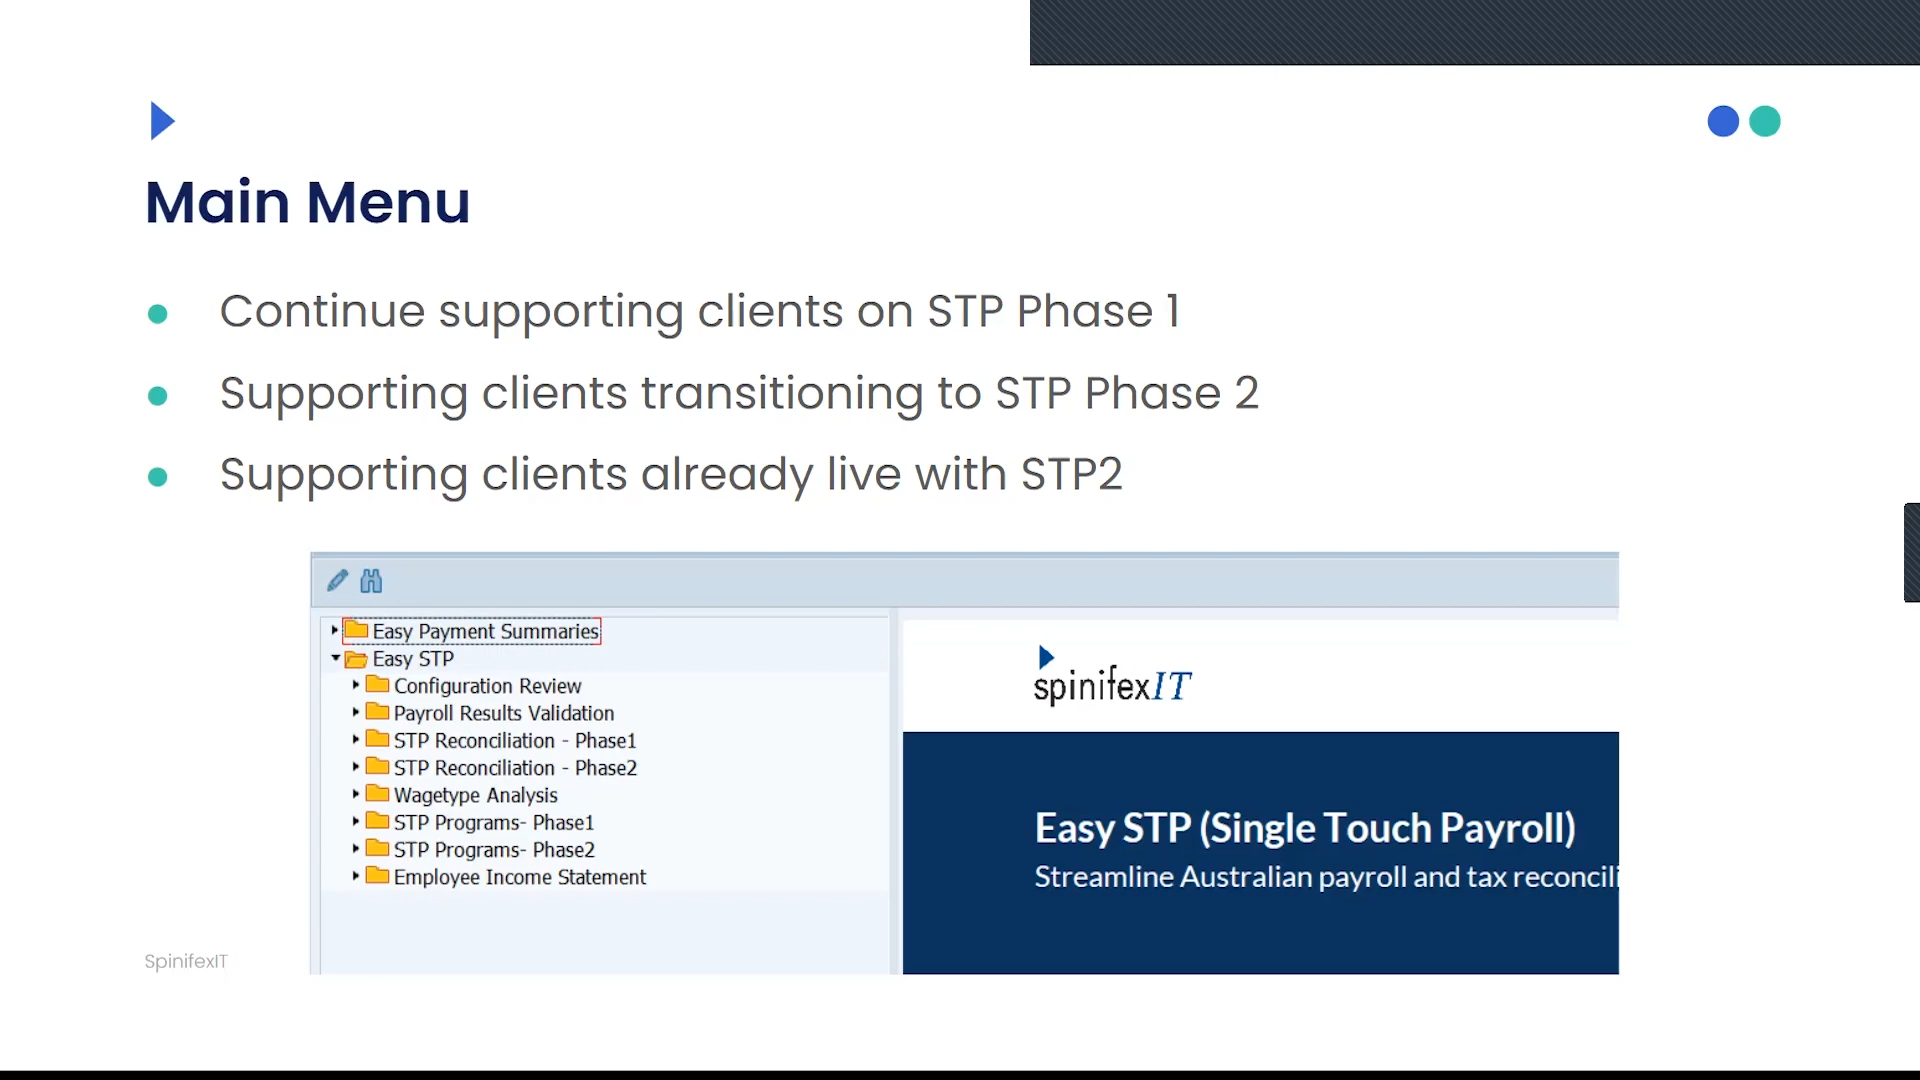 Main Menu
Continue supporting clients on STP Phase 1
Supporting clients transitioning to STP Phase 2
Supporting clients already live with STP2
Easy Payment Summaries
Easy STP
Configuration Review
Payroll Results Validation
STP Reconciliation - Phase1
STP Reconciliation - Phase2
Wagetype Analysis
STP Programs- Phase1
STP Programs- Phase2
Employee Income Statement
spinifexIT
Easy STP (Single Touch Payroll)
Streamline Australian payroll and tax reconcili
SpinifexIT